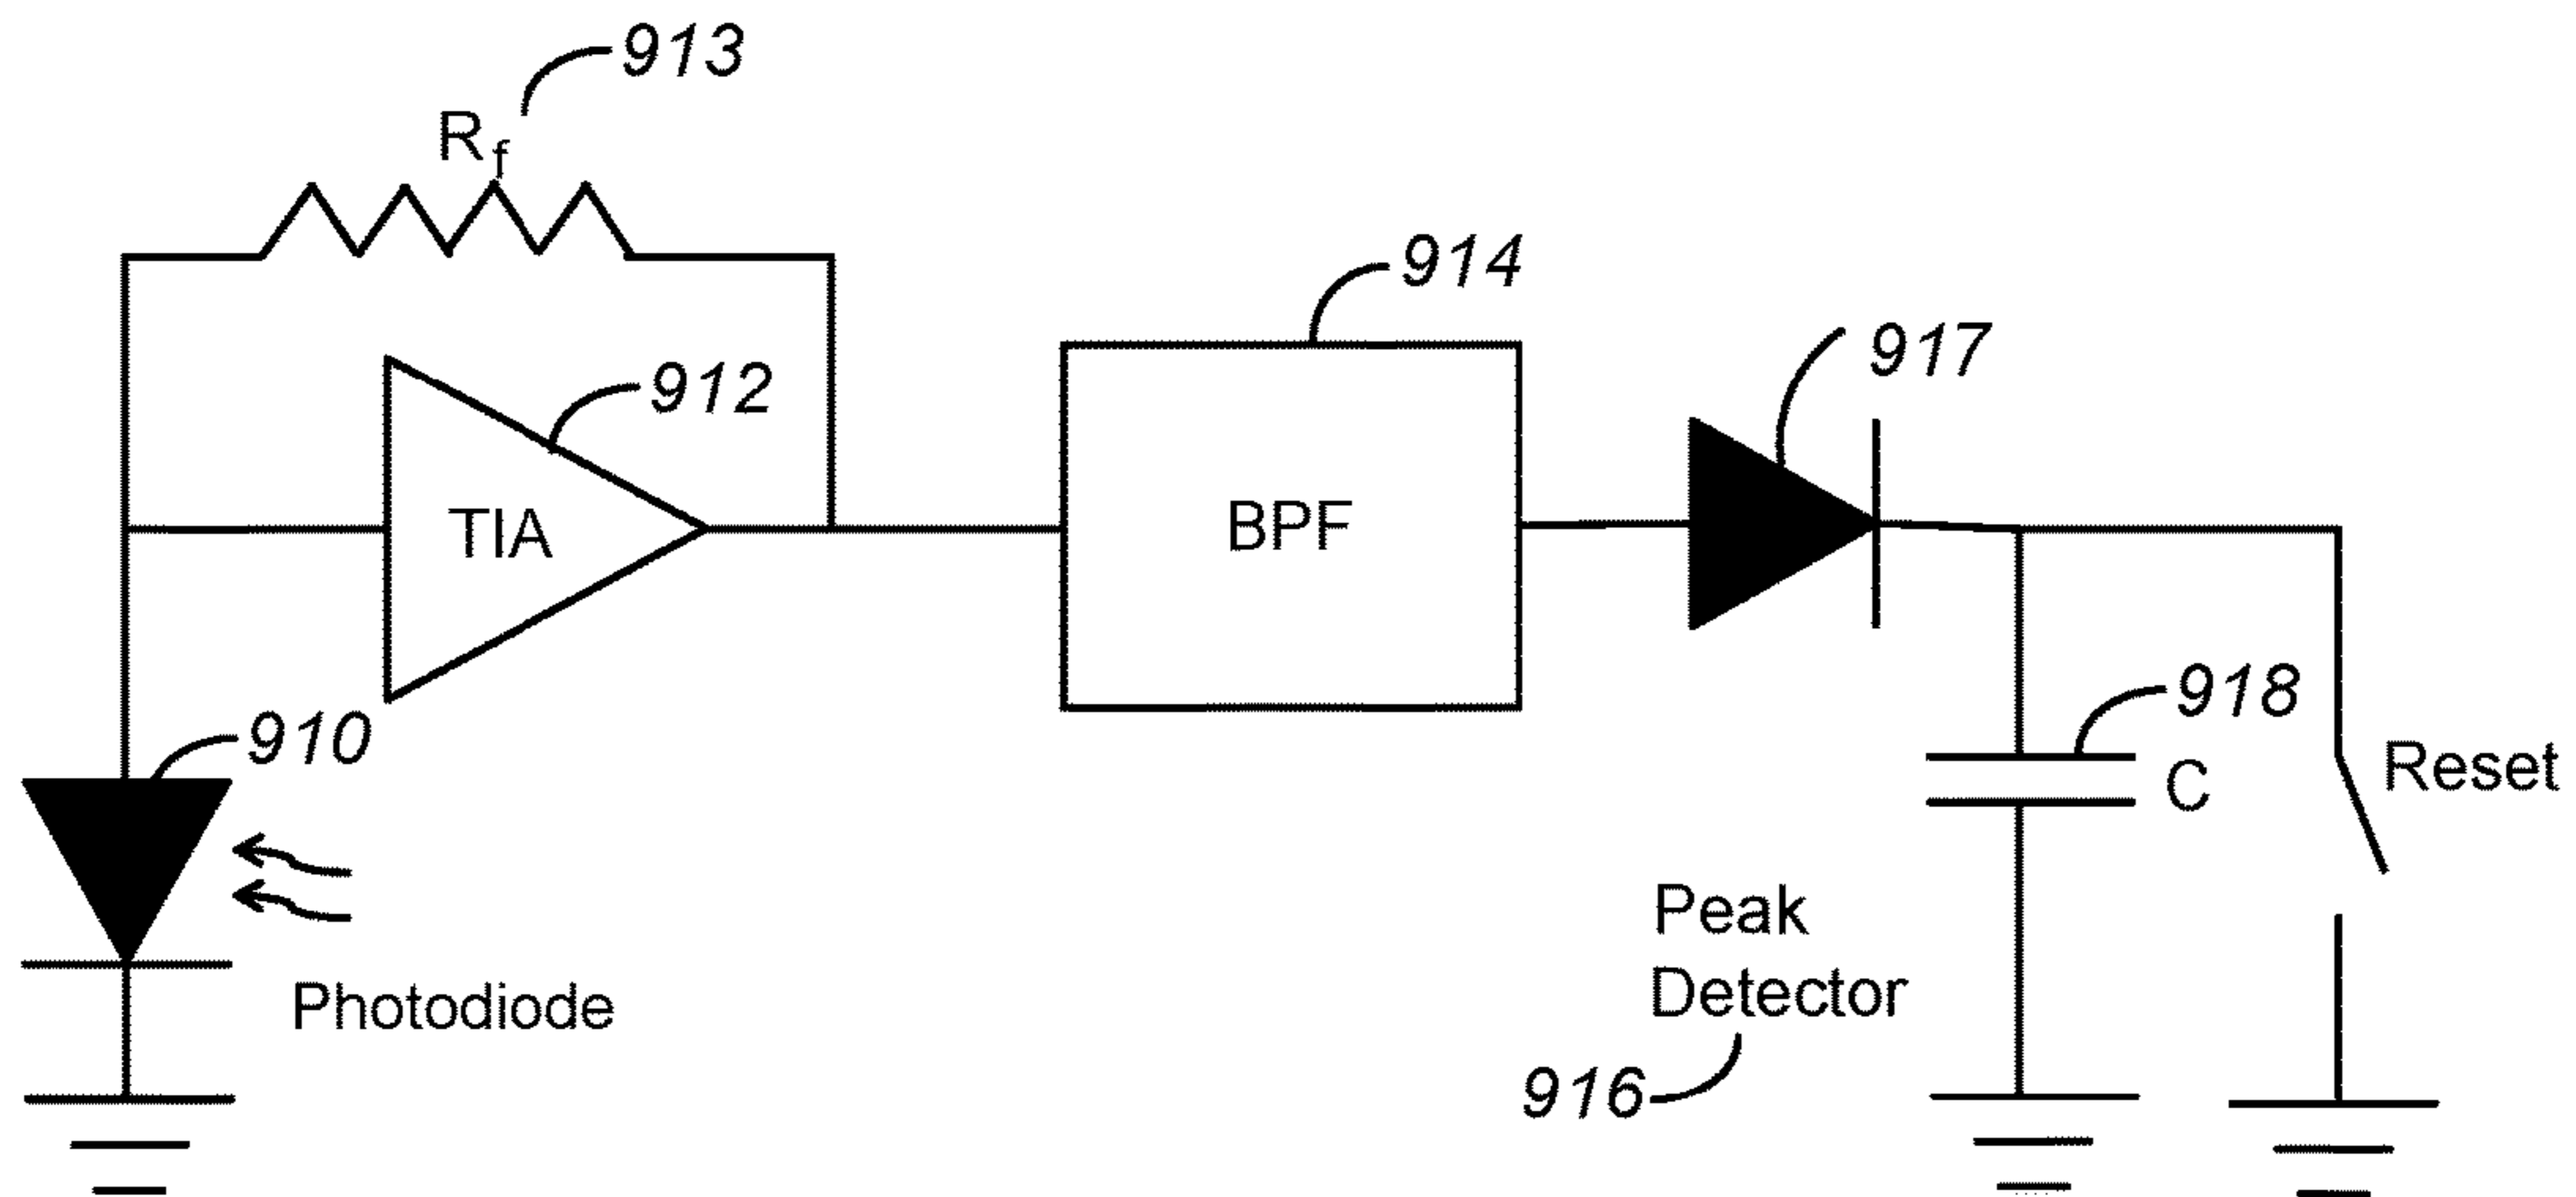 913
Rf
914
917
912
TIA
BPF
910
918
Reset
C
Peak
Detector
Photodiode
916